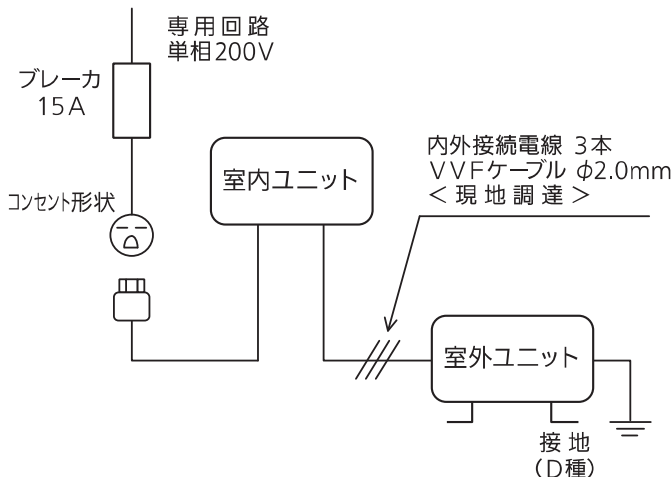 専用回路
単相200V
ブレーカ
15A
コンセント形状
室内ユニット
内外接続電線 3本
VVFケーブル φ2.0mm
<現地調達>
室外ユニット
接地
(D種)